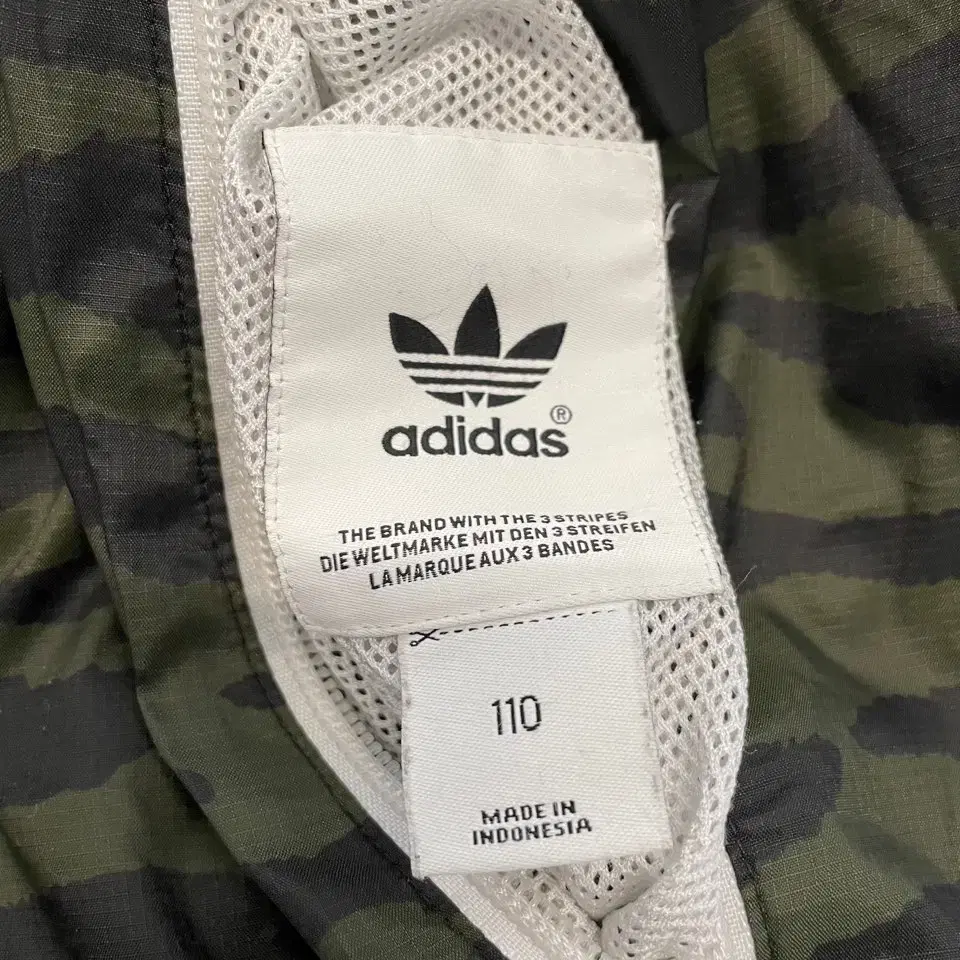 adidas®
THE BRAND WITH THE 3 STRIPES
DIE WELTMARKE MIT DEN 3 STREIFEN
LA MARQUE AUX 3 BANDES
110
MADE IN
INDONESIA